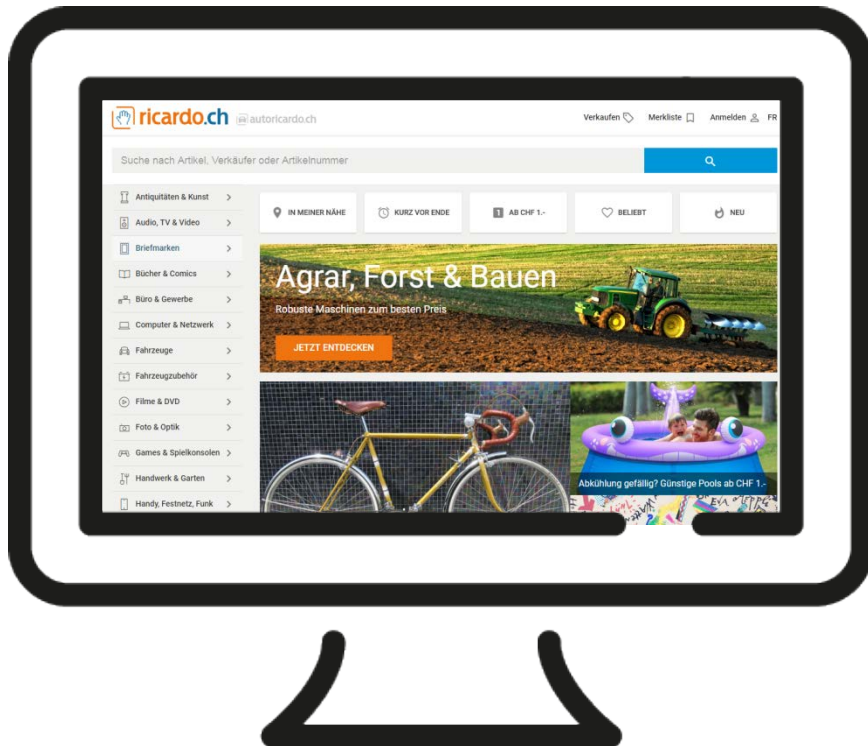 ricardo.ch autoricardo.ch
Verkaufen Merkliste Anmelden FR
Suche nach Artikel, Verkäufer oder Artikelnummer
Antiquitäten & Kunst
Audio, TV & Video
Briefmarken
Bücher & Comics
Büro & Gewerbe
Computer & Netzwerk
Fahrzeuge
Fahrzeugzubehör
Filme & DVD
Foto & Optik
Games & Spielkonsolen
Handwerk & Garten
Handy, Festnetz, Funk
IN MEINER NÄHE
KURZ VOR ENDE
1 AB CHF 1.-
BELIEBT
NEU
Agrar, Forst & Bauen
Robuste Maschinen zum besten Preis
JETZT ENTDECKEN
Abkühlung gefällig? Günstige Pools ab CHF 1.-